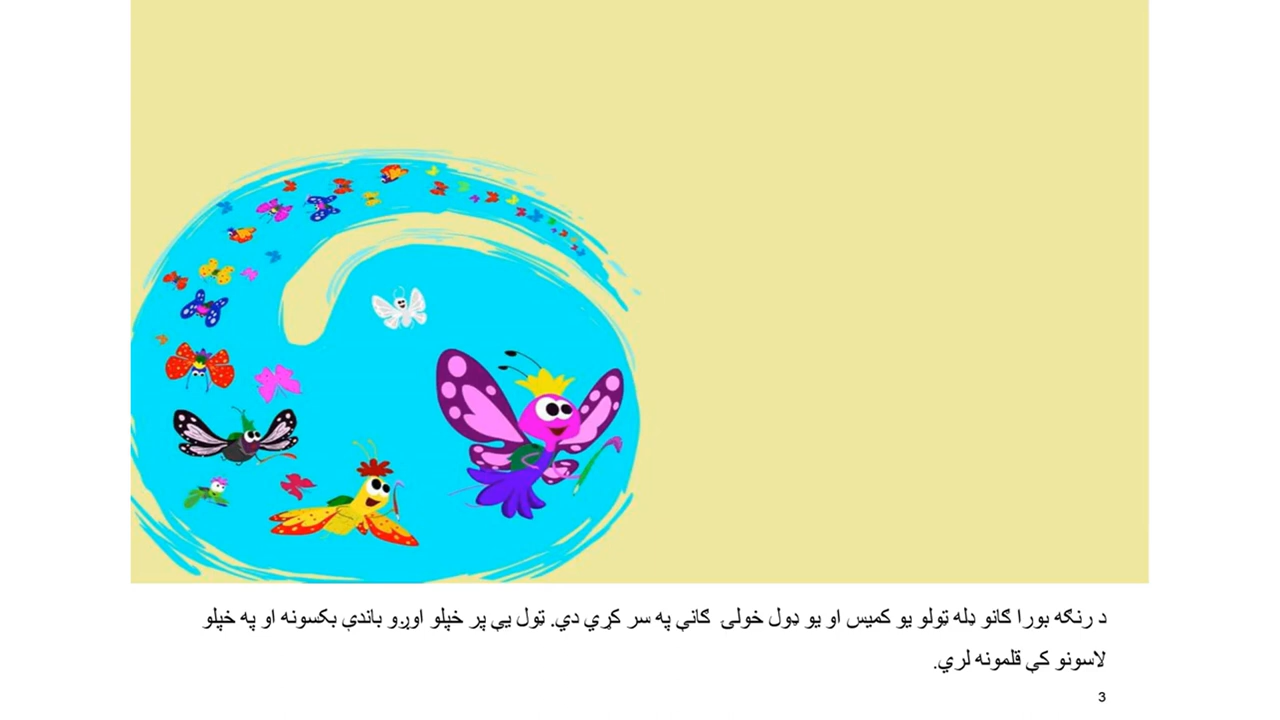 د رنګه بورا ګانو ډله ټولو یو کمیس او یو ډول خولۍ ګانې په سر کړي دي. ټول یې پر خپلو اوږو باندې بکسونه او په خپلو
لاسونو کې قلمونه لري.
3